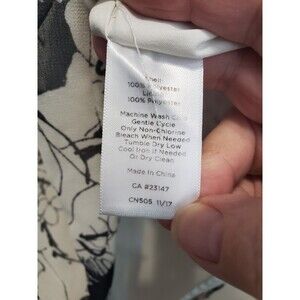 Shell:
100% Polyester
Lining:
100% Polyester
Machine Wash Cold
Gentle Cycle
Only Non-Chlorine
Bleach When Needed
Tumble Dry Low
Cool Iron If Needed
Or Dry Clean
Made In China
CA #23147
CN505 11/17